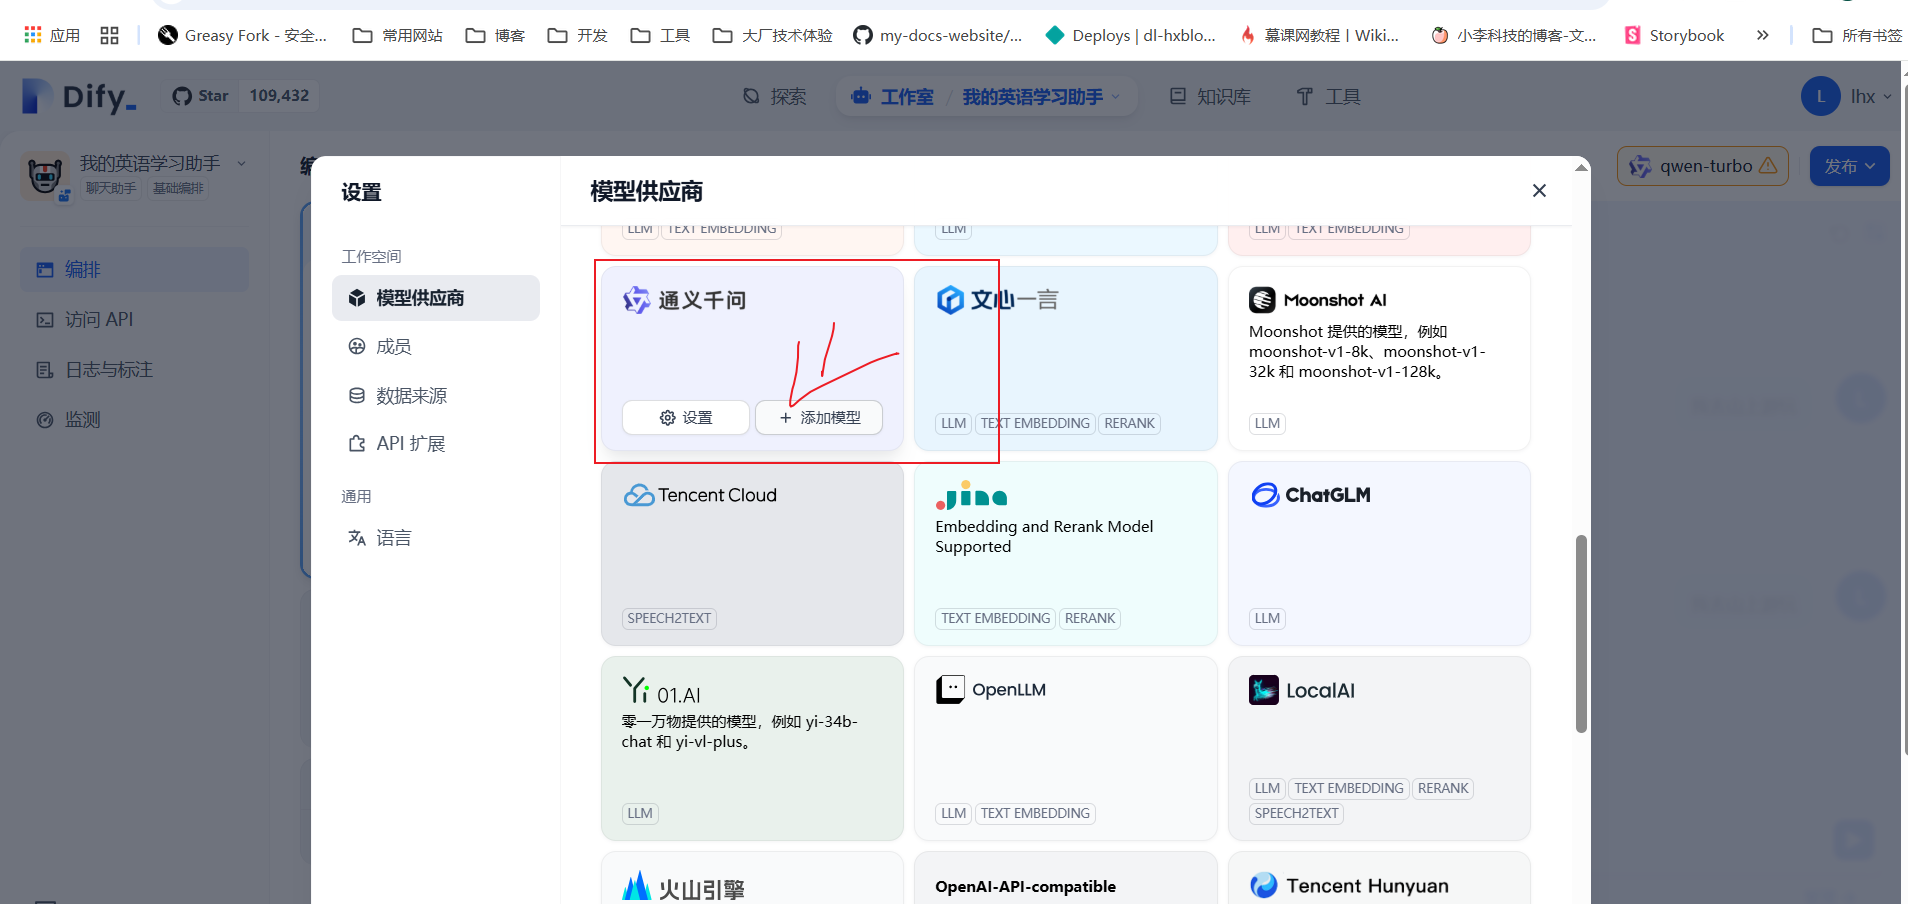 应用
Greasy Fork - 安全...
常用网站
博客
开发
工具
大厂技术体验
my-docs-website/...
Deploys | dl-hxblo...
慕课网教程丨Wiki...
小李科技的博客-文...
Storybook
所有书签
Dify_
Star 109,432
探索
工作室 / 我的英语学习助手
知识库
工具
L lhx
我的英语学习助手
聊天助手 基础编排
编
qwen-turbo
发布
编排
访问 API
日志与标注
监测
设置
工作空间
模型供应商
成员
数据来源
API 扩展
通用
语言
模型供应商
LLM TEXT EMBEDDING
LLM
LLM TEXT EMBEDDING
通义千问
设置 添加模型
文心一言
LLM TEXT EMBEDDING RERANK
Moonshot AI
Moonshot 提供的模型，例如
moonshot-v1-8k、moonshot-v1-
32k 和 moonshot-v1-128k。
LLM
Tencent Cloud
SPEECH2TEXT
Jina
Embedding and Rerank Model
Supported
TEXT EMBEDDING RERANK
ChatGLM
LLM
Yi 01.AI
零一万物提供的模型，例如 yi-34b-
chat 和 yi-vl-plus。
LLM
OpenLLM
LLM TEXT EMBEDDING
LocalAI
LLM TEXT EMBEDDING RERANK
SPEECH2TEXT
火山引擎
OpenAI-API-compatible
Tencent Hunyuan